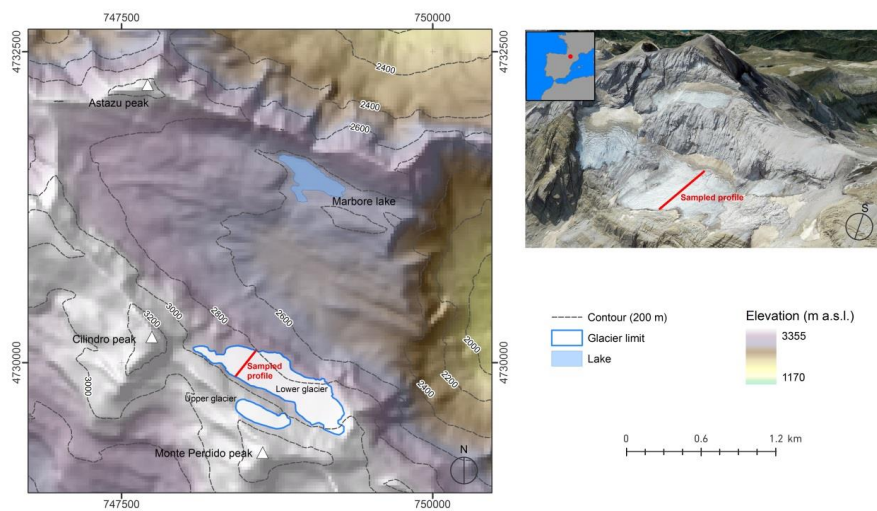 747500
750000
4732500
4732500
2400
2400
2600
Astazu peak
Marbore lake
3000
2800
2600
3200
Cilindro peak
2000
2200
2400
4730000
4730000
3000
Sampled
profile
Lower glacier
Upper glacier
Monte Perdido peak
N
747500
750000
Sampled profile
S
Contour (200 m)
Glacier limit
Lake
Elevation (m a.s.l.)
3355
1170
0
0.6
1.2 km